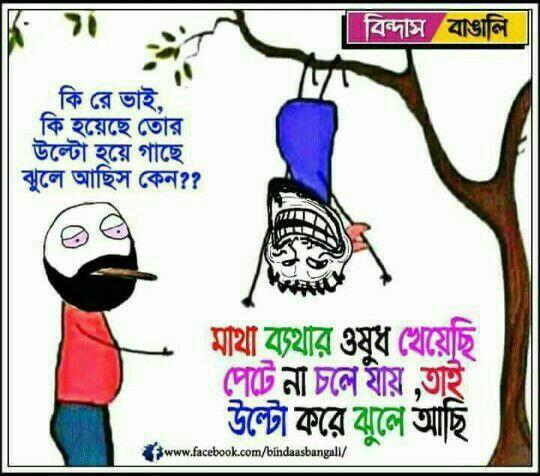 বিন্দাস বাঙালি
কি রে ভাই,
কি হয়েছে তোর
উল্টো হয়ে গাছে
ঝুলে আছিস কেন??
মাথা ব্যথার ওষুধ খেয়েছি
পেটে না চলে যায় ,তাই
উল্টো করে ঝুলে আছি
www.facebook.com/bindaasbangali/